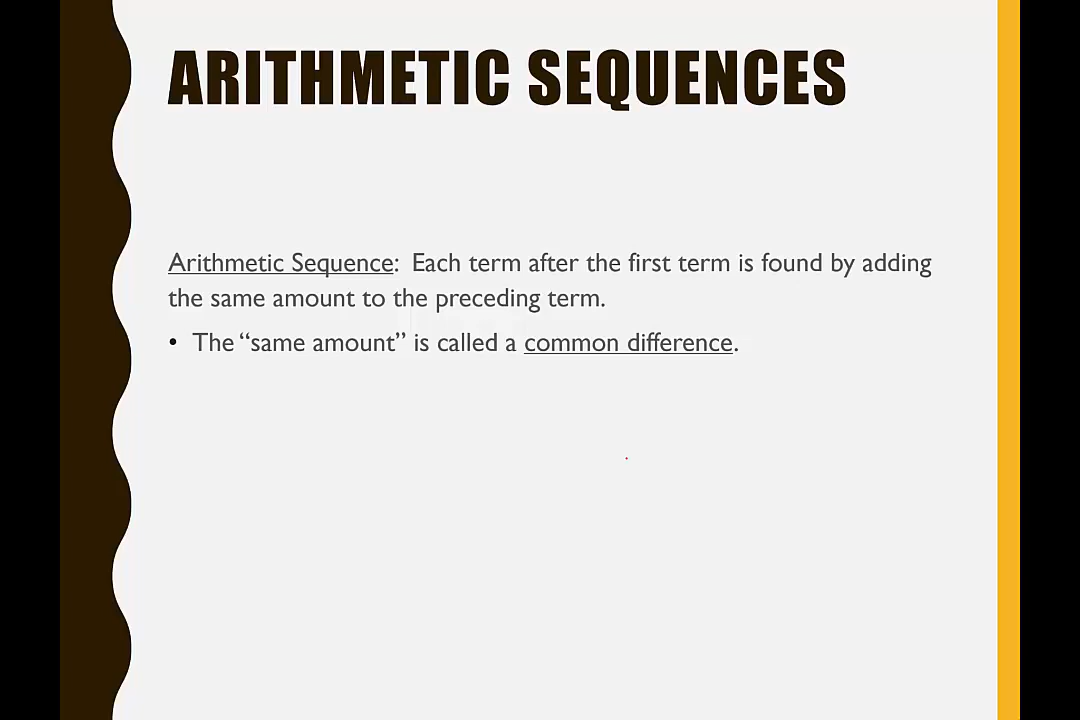 ARITHMETIC SEQUENCES
Arithmetic Sequence: Each term after the first term is found by adding
the same amount to the preceding term.
• The “same amount” is called a common difference.